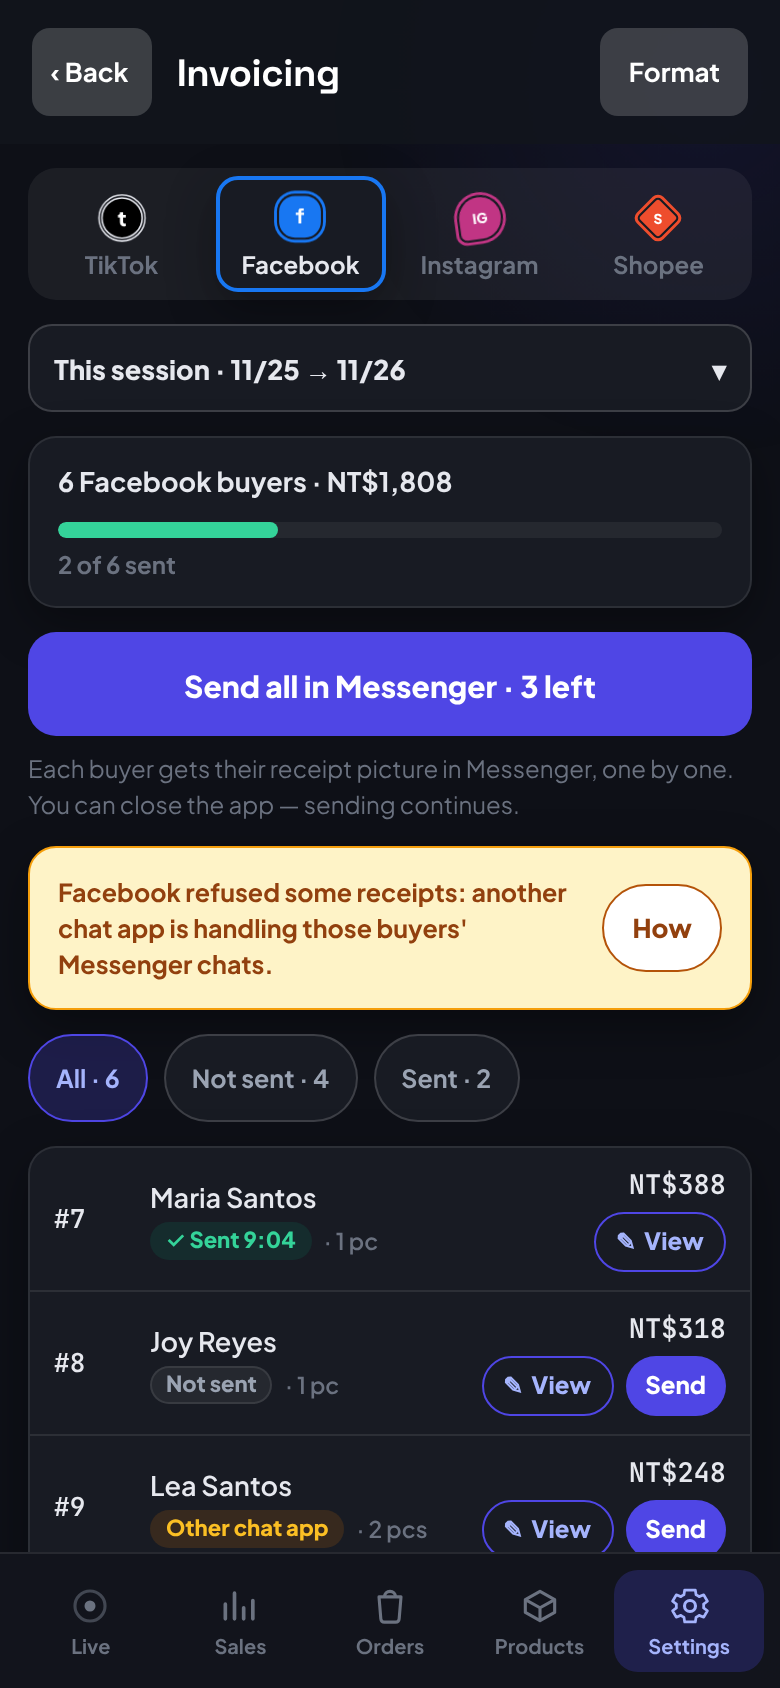 ‹ Back
Invoicing
Format
t
f
IG
S
TikTok
Facebook
Instagram
Shopee
This session · 11/25 → 11/26 ▼
6 Facebook buyers · NT$1,808
2 of 6 sent
Send all in Messenger · 3 left
Each buyer gets their receipt picture in Messenger, one by one.
You can close the app — sending continues.
Facebook refused some receipts: another
chat app is handling those buyers'
Messenger chats.
How
All · 6
Not sent · 4
Sent · 2
#7
Maria Santos
✓ Sent 9:04 · 1 pc
NT$388
✎ View
#8
Joy Reyes
Not sent · 1 pc
NT$318
✎ View
Send
#9
Lea Santos
Other chat app · 2 pcs
NT$248
✎ View
Send
Live
Sales
Orders
Products
Settings